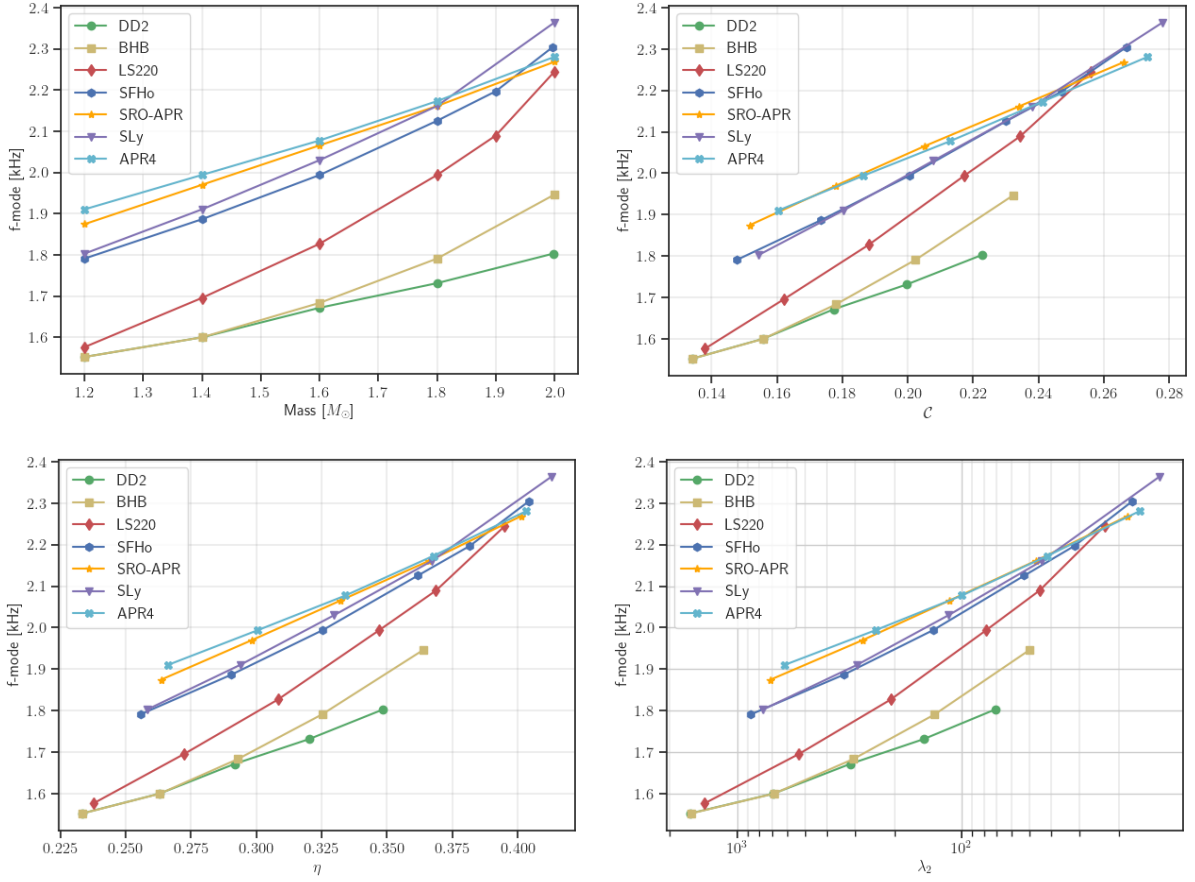 2.4
2.3
2.2
2.1
2.0
1.9
1.8
1.7
1.6
f-mode [kHz]
DD2
BHB
LS220
SFHo
SRO-APR
SLy
APR4
1.2 1.3 1.4 1.5 1.6 1.7 1.8 1.9 2.0
Mass [M☉]
2.4
2.3
2.2
2.1
2.0
1.9
1.8
1.7
1.6
f-mode [kHz]
DD2
BHB
LS220
SFHo
SRO-APR
SLy
APR4
0.14 0.16 0.18 0.20 0.22 0.24 0.26 0.28
𝒞
2.4
2.3
2.2
2.1
2.0
1.9
1.8
1.7
1.6
1.5
f-mode [kHz]
DD2
BHB
LS220
SFHo
SRO-APR
SLy
APR4
0.225 0.250 0.275 0.300 0.325 0.350 0.375 0.400
η
2.4
2.3
2.2
2.1
2.0
1.9
1.8
1.7
1.6
f-mode [kHz]
DD2
BHB
LS220
SFHo
SRO-APR
SLy
APR4
10³ 10²
λ₂